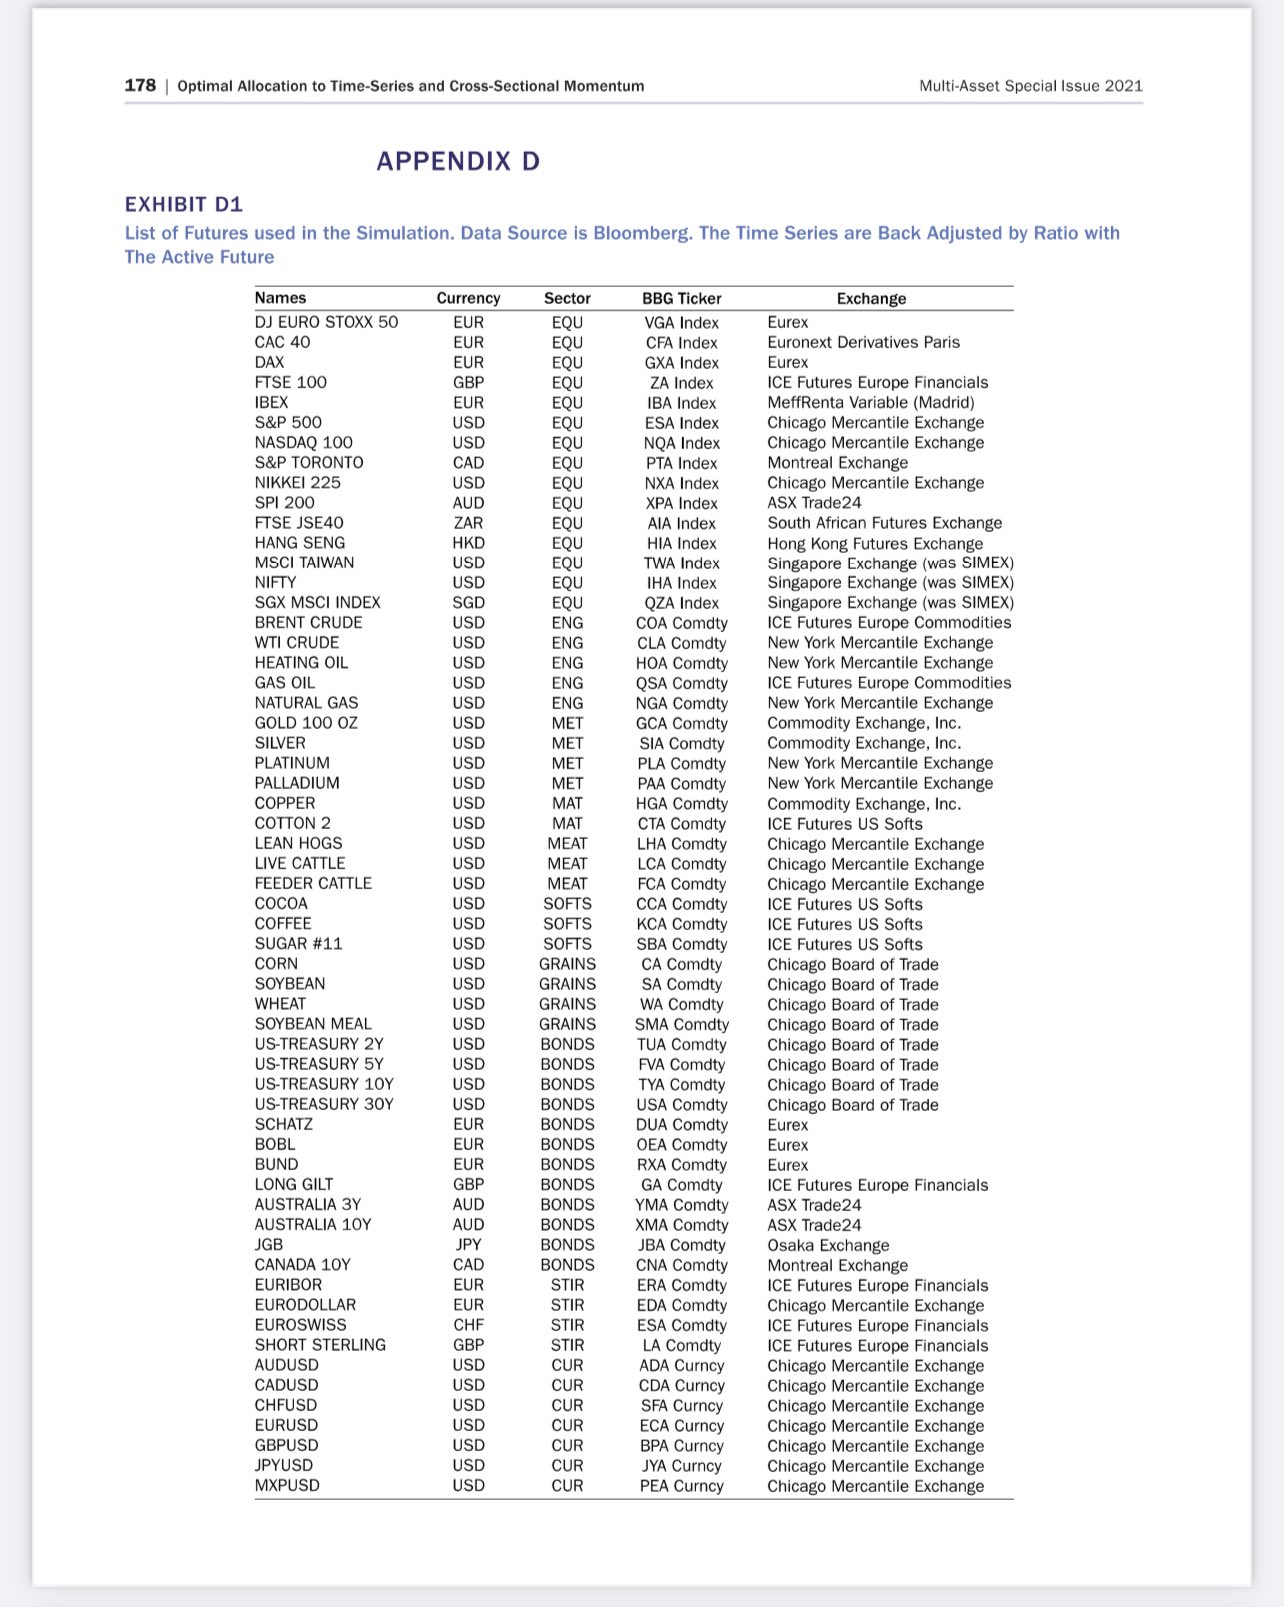 178 | Optimal Allocation to Time-Series and Cross-Sectional Momentum Multi-Asset Special Issue 2021
APPENDIX D
EXHIBIT D1
List of Futures used in the Simulation. Data Source is Bloomberg. The Time Series are Back Adjusted by Ratio with
The Active Future
Names Currency Sector BBG Ticker Exchange
DJ EURO STOXX 50 EUR EQU VGA Index Eurex
CAC 40 EUR EQU CFA Index Euronext Derivatives Paris
DAX EUR EQU GXA Index Eurex
FTSE 100 GBP EQU ZA Index ICE Futures Europe Financials
IBEX EUR EQU IBA Index MeffRenta Variable (Madrid)
S&P 500 USD EQU ESA Index Chicago Mercantile Exchange
NASDAQ 100 USD EQU NQA Index Chicago Mercantile Exchange
S&P TORONTO CAD EQU PTA Index Montreal Exchange
NIKKEI 225 USD EQU NXA Index Chicago Mercantile Exchange
SPI 200 AUD EQU XPA Index ASX Trade24
FTSE JSE40 ZAR EQU AIA Index South African Futures Exchange
HANG SENG HKD EQU HIA Index Hong Kong Futures Exchange
MSCI TAIWAN USD EQU TWA Index Singapore Exchange (was SIMEX)
NIFTY USD EQU IHA Index Singapore Exchange (was SIMEX)
SGX MSCI INDEX SGD EQU QZA Index Singapore Exchange (was SIMEX)
BRENT CRUDE USD ENG COA Comdty ICE Futures Europe Commodities
WTI CRUDE USD ENG CLA Comdty New York Mercantile Exchange
HEATING OIL USD ENG HOA Comdty New York Mercantile Exchange
GAS OIL USD ENG QSA Comdty ICE Futures Europe Commodities
NATURAL GAS USD ENG NGA Comdty New York Mercantile Exchange
GOLD 100 OZ USD MET GCA Comdty Commodity Exchange, Inc.
SILVER USD MET SIA Comdty Commodity Exchange, Inc.
PLATINUM USD MET PLA Comdty New York Mercantile Exchange
PALLADIUM USD MET PAA Comdty New York Mercantile Exchange
COPPER USD MAT HGA Comdty Commodity Exchange, Inc.
COTTON 2 USD MAT CTA Comdty ICE Futures US Softs
LEAN HOGS USD MEAT LHA Comdty Chicago Mercantile Exchange
LIVE CATTLE USD MEAT LCA Comdty Chicago Mercantile Exchange
FEEDER CATTLE USD MEAT FCA Comdty Chicago Mercantile Exchange
COCOA USD SOFTS CCA Comdty ICE Futures US Softs
COFFEE USD SOFTS KCA Comdty ICE Futures US Softs
SUGAR #11 USD SOFTS SBA Comdty ICE Futures US Softs
CORN USD GRAINS CA Comdty Chicago Board of Trade
SOYBEAN USD GRAINS SA Comdty Chicago Board of Trade
WHEAT USD GRAINS WA Comdty Chicago Board of Trade
SOYBEAN MEAL USD GRAINS SMA Comdty Chicago Board of Trade
US-TREASURY 2Y USD BONDS TUA Comdty Chicago Board of Trade
US-TREASURY 5Y USD BONDS FVA Comdty Chicago Board of Trade
US-TREASURY 10Y USD BONDS TYA Comdty Chicago Board of Trade
US-TREASURY 30Y USD BONDS USA Comdty Chicago Board of Trade
SCHATZ EUR BONDS DUA Comdty Eurex
BOBL EUR BONDS OEA Comdty Eurex
BUND EUR BONDS RXA Comdty Eurex
LONG GILT GBP BONDS GA Comdty ICE Futures Europe Financials
AUSTRALIA 3Y AUD BONDS YMA Comdty ASX Trade24
AUSTRALIA 10Y AUD BONDS XMA Comdty ASX Trade24
JGB JPY BONDS JBA Comdty Osaka Exchange
CANADA 10Y CAD BONDS CNA Comdty Montreal Exchange
EURIBOR EUR STIR ERA Comdty ICE Futures Europe Financials
EURODOLLAR EUR STIR EDA Comdty Chicago Mercantile Exchange
EUROSWISS CHF STIR ESA Comdty ICE Futures Europe Financials
SHORT STERLING GBP STIR LA Comdty ICE Futures Europe Financials
AUDUSD USD CUR ADA Curncy Chicago Mercantile Exchange
CADUSD USD CUR CDA Curncy Chicago Mercantile Exchange
CHFUSD USD CUR SFA Curncy Chicago Mercantile Exchange
EURUSD USD CUR ECA Curncy Chicago Mercantile Exchange
GBPUSD USD CUR BPA Curncy Chicago Mercantile Exchange
JPYUSD USD CUR JYA Curncy Chicago Mercantile Exchange
MXPUSD USD CUR PEA Curncy Chicago Mercantile Exchange